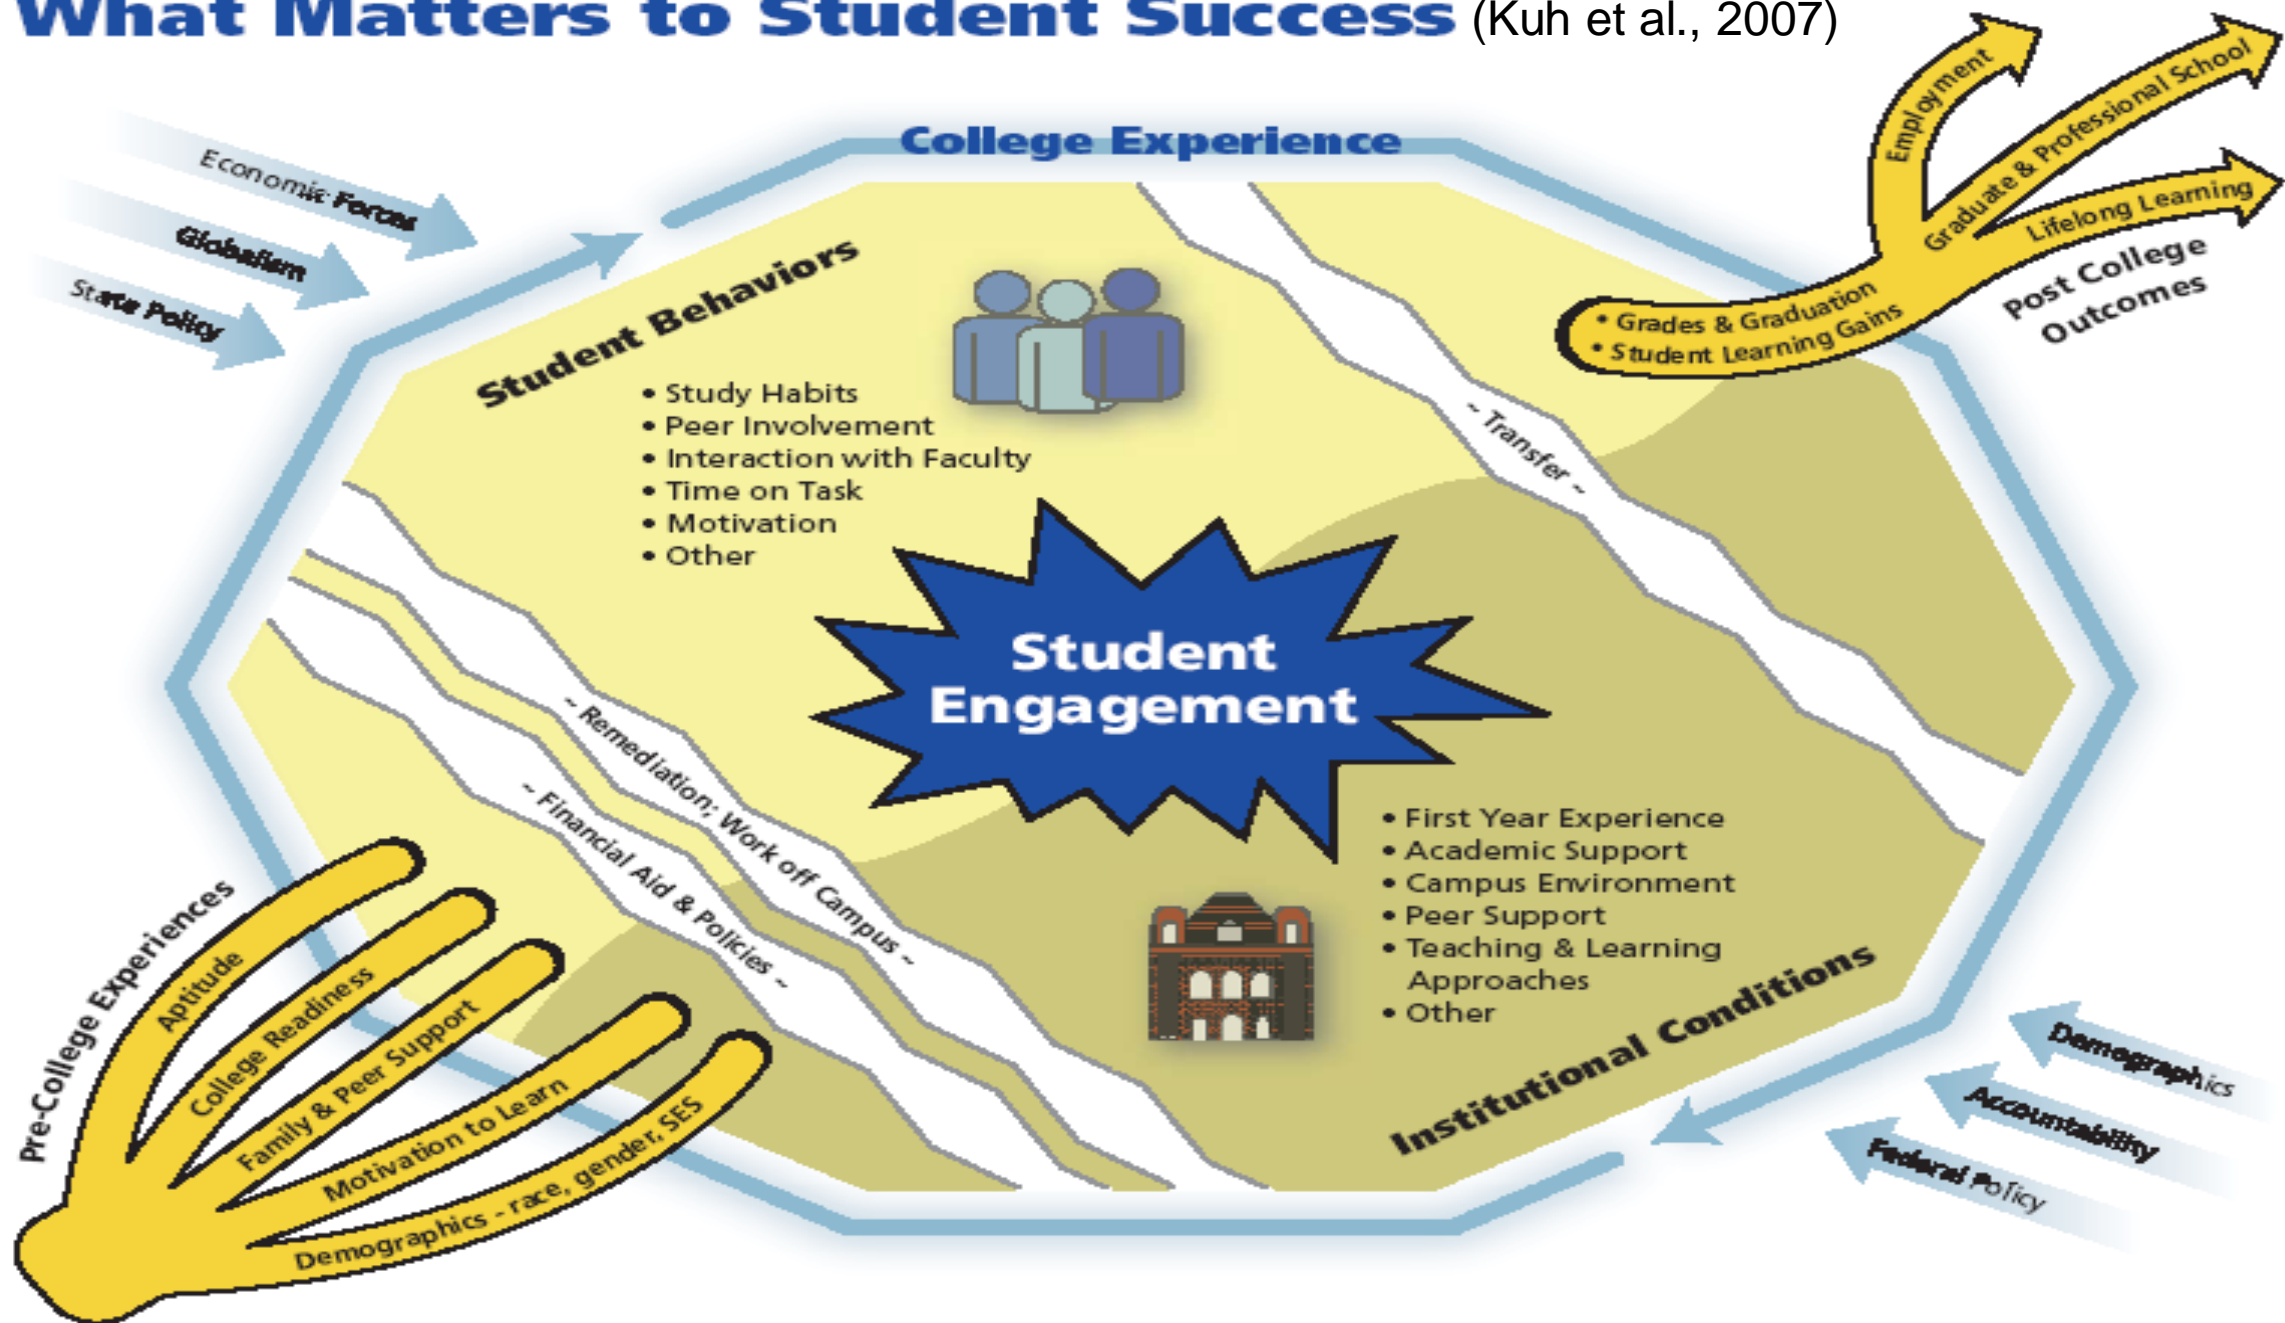 What Matters to Student Success (Kuh et al., 2007)
College Experience
Economic Forces
Globalism
State Policy
Employment
Graduate & Professional School
Lifelong Learning
Post College
Outcomes
• Grades & Graduation
• Student Learning Gains
Student Behaviors
• Study Habits
• Peer Involvement
• Interaction with Faculty
• Time on Task
• Motivation
• Other
~ Transfer ~
Student
Engagement
~ Remediation; Work off Campus ~
~ Financial Aid & Policies ~
• First Year Experience
• Academic Support
• Campus Environment
• Peer Support
• Teaching & Learning
Approaches
• Other
Institutional Conditions
Pre-College Experiences
Aptitude
College Readiness
Family & Peer Support
Motivation to Learn
Demographics - race, gender, SES
Demographics
Accountability
Federal Policy